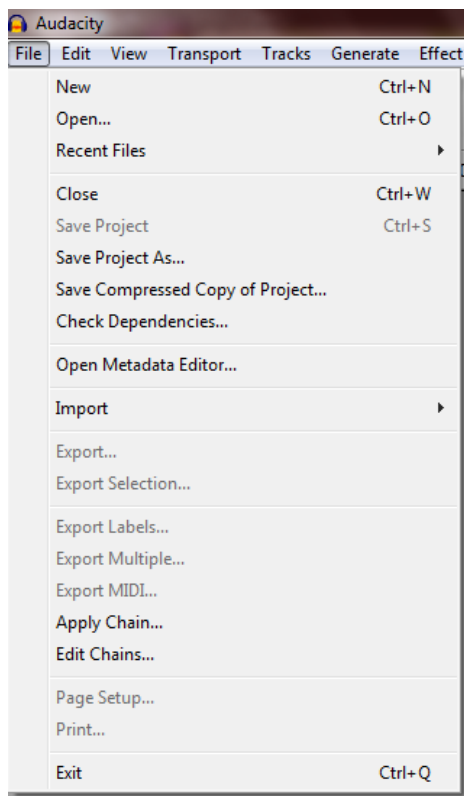 Audacity
File Edit View Transport Tracks Generate Effect
New Ctrl+N
Open... Ctrl+O
Recent Files
Close Ctrl+W
Save Project Ctrl+S
Save Project As...
Save Compressed Copy of Project...
Check Dependencies...
Open Metadata Editor...
Import
Export...
Export Selection...
Export Labels...
Export Multiple...
Export MIDI...
Apply Chain...
Edit Chains...
Page Setup...
Print...
Exit Ctrl+Q